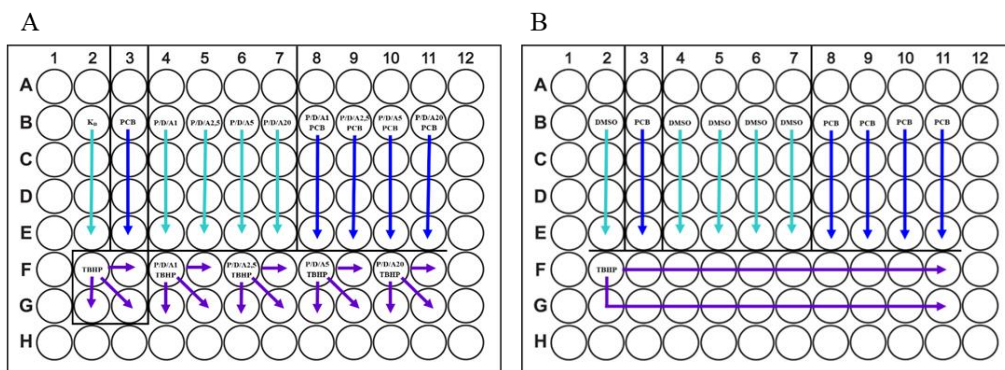 A
1 2 3 4 5 6 7 8 9 10 11 12
A
B K₀ PCB P/D/A1 P/D/A2,5 P/D/A5 P/D/A20 P/D/A1 P/D/A2,5 P/D/A5 P/D/A20
PCB PCB PCB PCB
C
D
E
F TBHP P/D/A1 P/D/A2,5 P/D/A5 P/D/A20
TBHP TBHP TBHP TBHP
G
H
B
1 2 3 4 5 6 7 8 9 10 11 12
A
B DMSO PCB DMSO DMSO DMSO DMSO PCB PCB PCB PCB
C
D
E
F TBHP
G
H